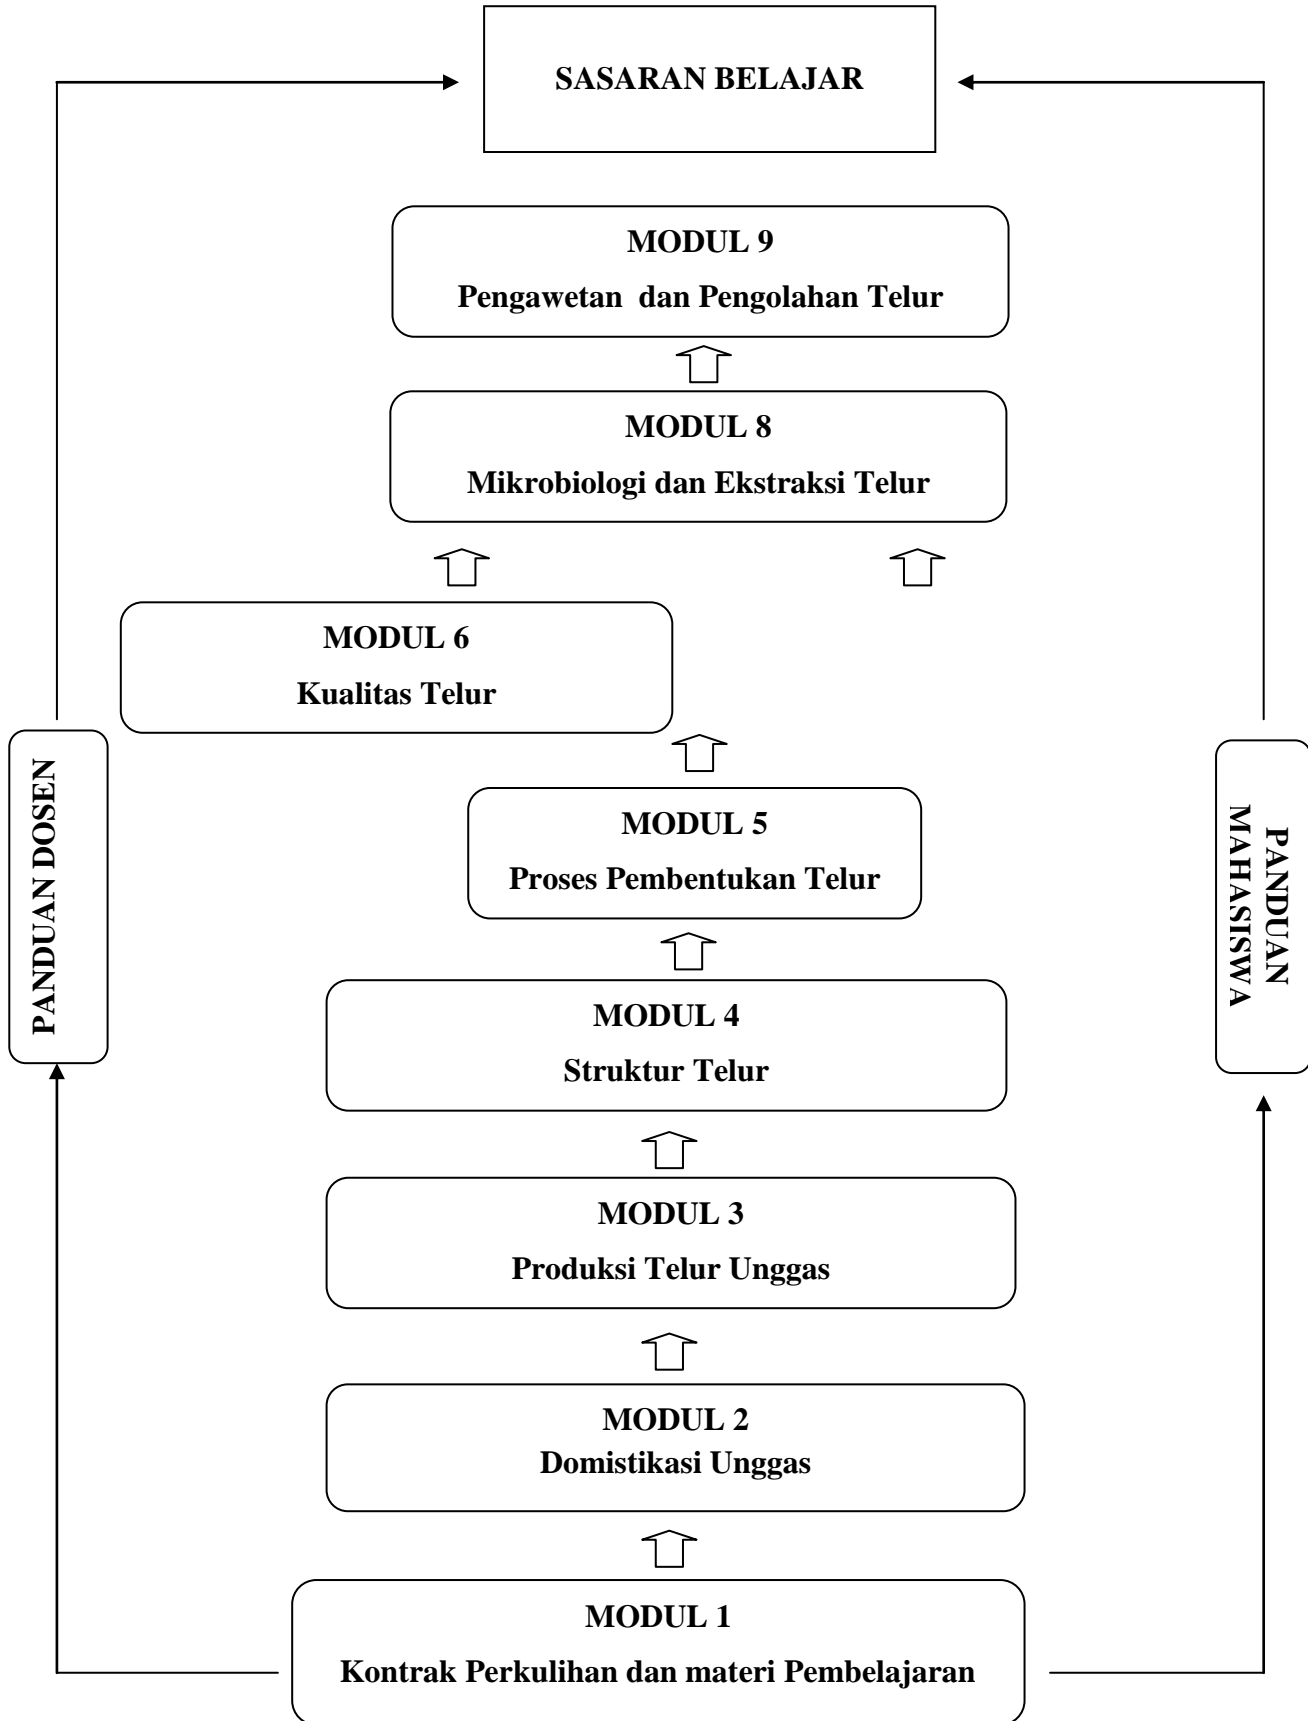 SASARAN BELAJAR
MODUL 9
Pengawetan  dan Pengolahan Telur
MODUL 8
Mikrobiologi dan Ekstraksi Telur
MODUL 6
Kualitas Telur
MODUL 5
Proses Pembentukan Telur
PANDUAN DOSEN
PANDUAN
MAHASISWA
MODUL 4
Struktur Telur
MODUL 3
Produksi Telur Unggas
MODUL 2
Domistikasi Unggas
MODUL 1
Kontrak Perkulihan dan materi Pembelajaran